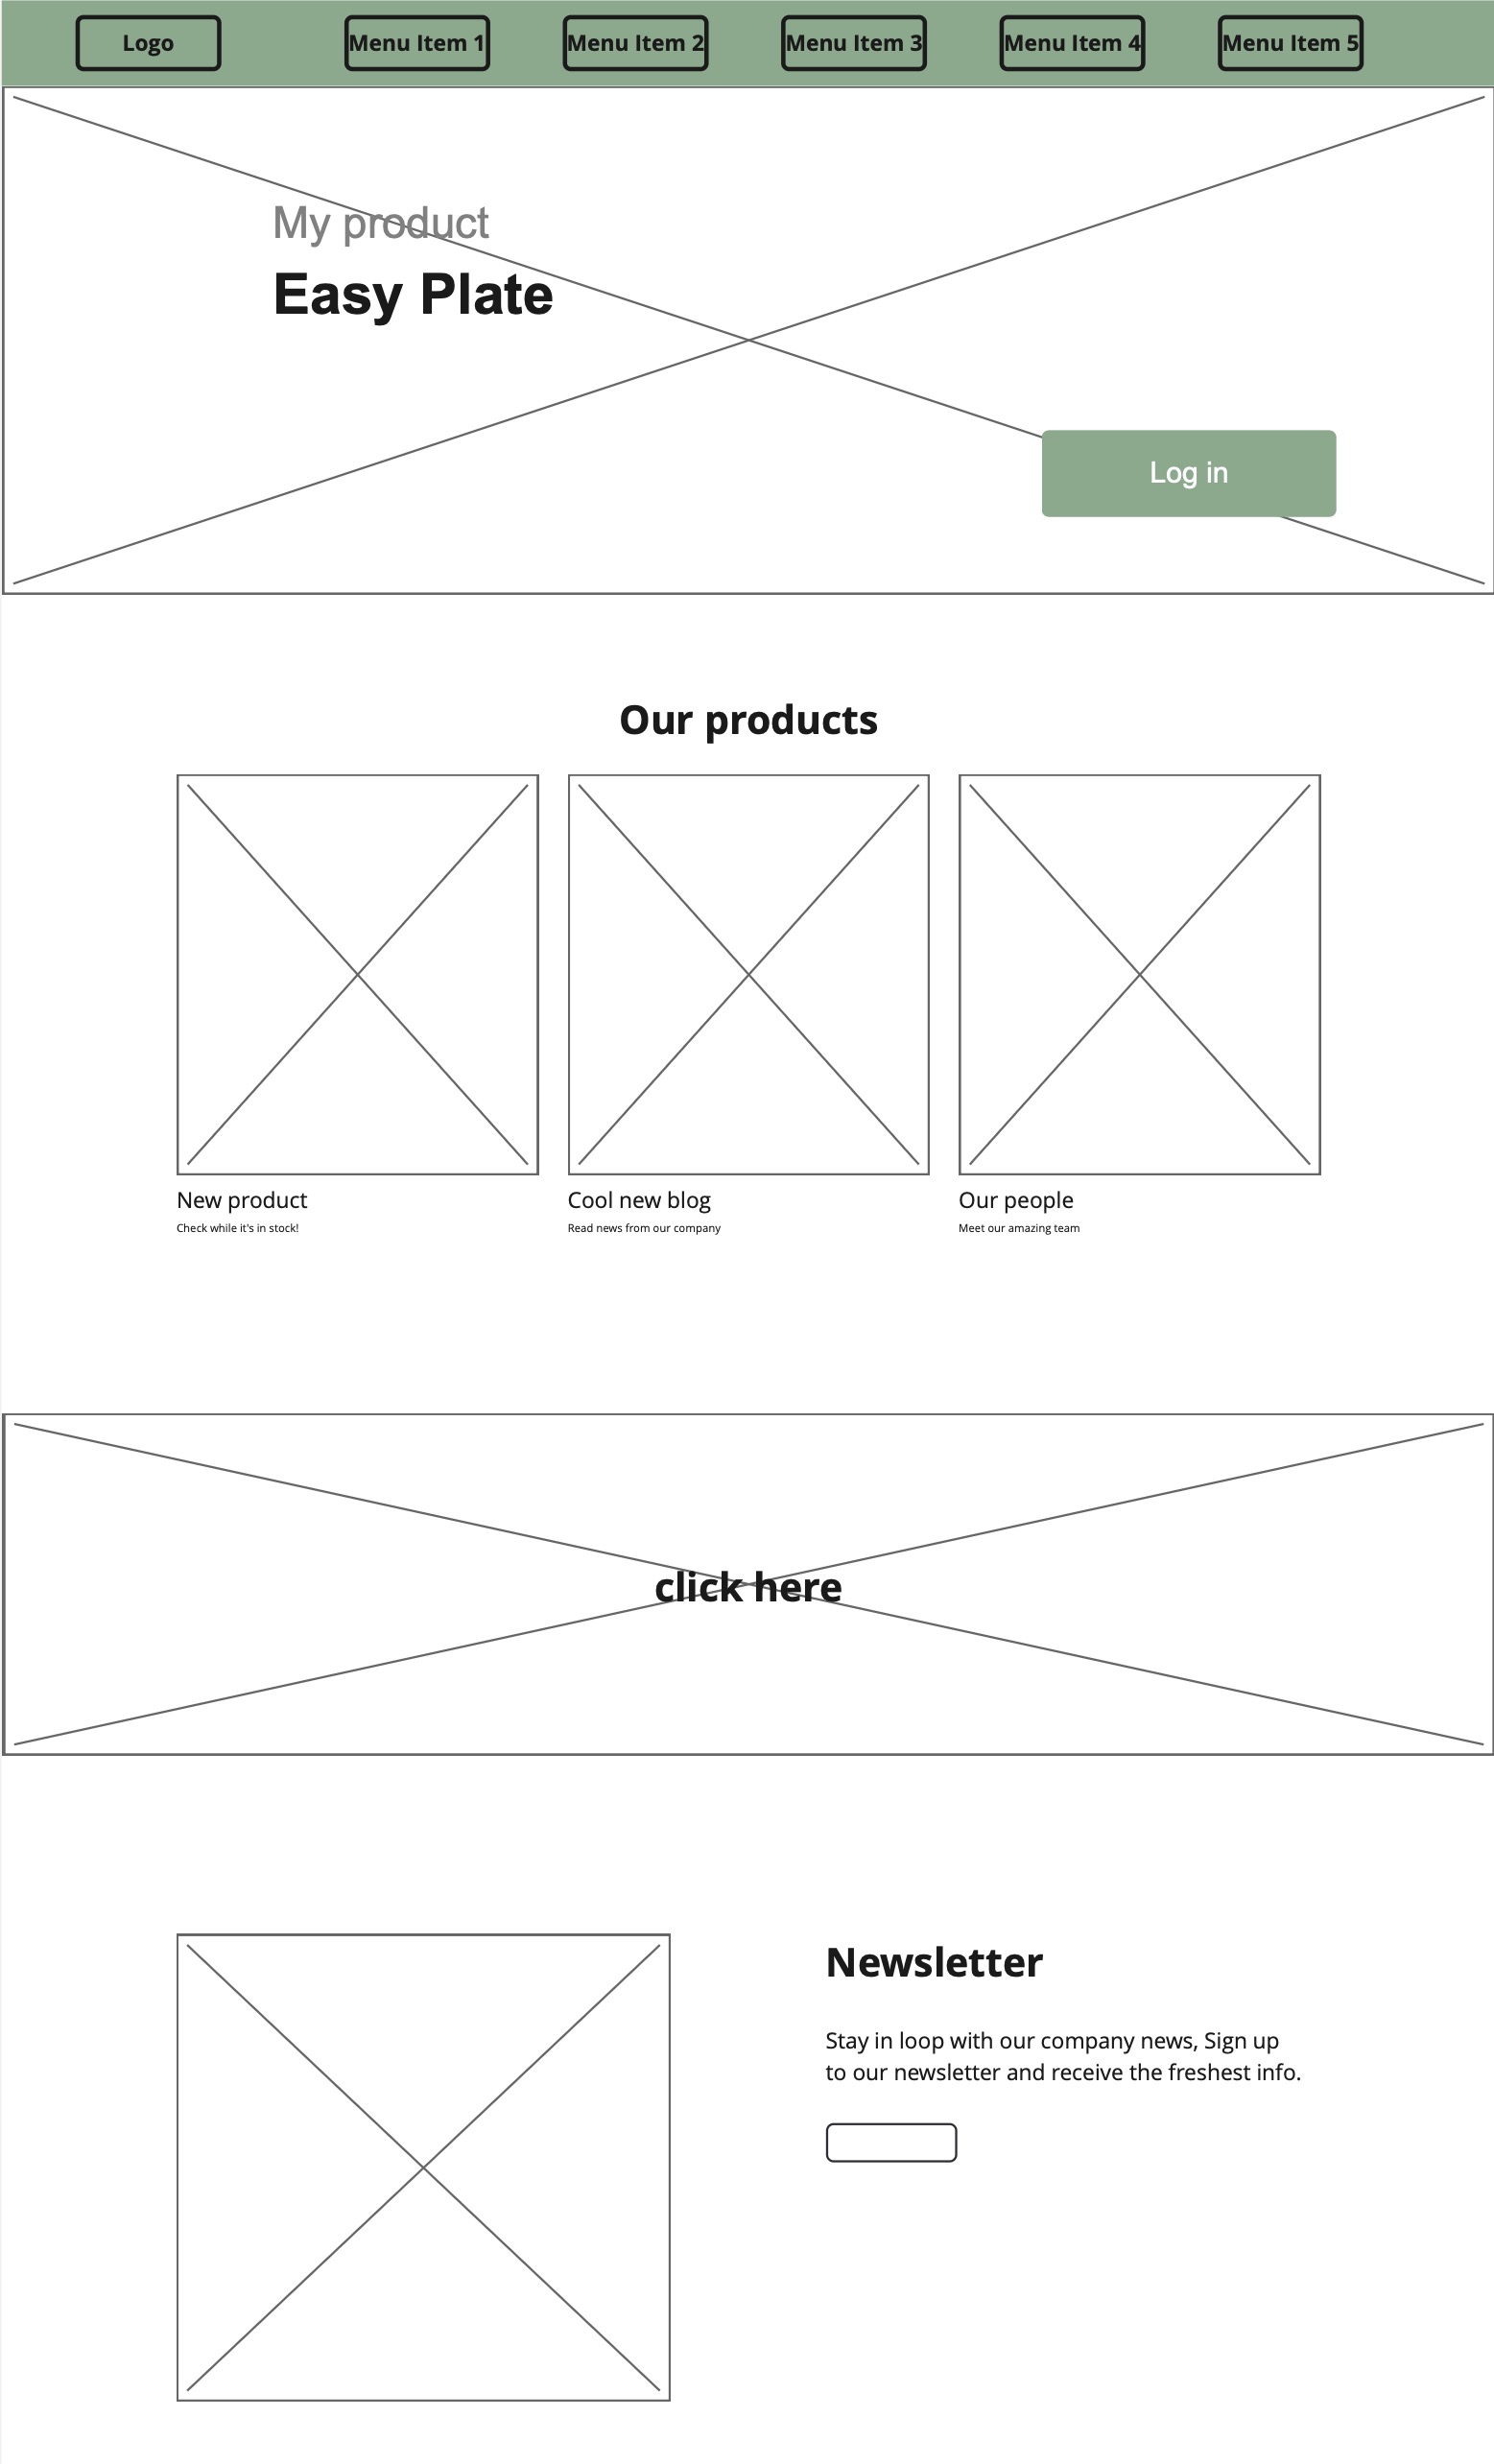 Logo
Menu Item 1
Menu Item 2
Menu Item 3
Menu Item 4
Menu Item 5
My product
Easy Plate
Log in
Our products
New product
Check while it's in stock!
Cool new blog
Read news from our company
Our people
Meet our amazing team
click here
Newsletter
Stay in loop with our company news, Sign up
to our newsletter and receive the freshest info.